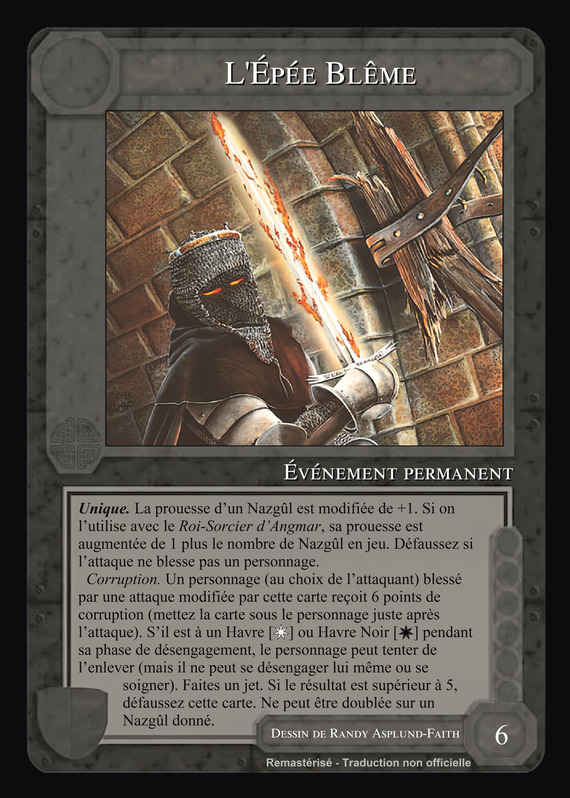 L'Épée Blême
Événement permanent
Unique. La prouesse d'un Nazgûl est modifiée de +1. Si on
l'utilise avec le Roi-Sorcier d'Angmar, sa prouesse est
augmentée de 1 plus le nombre de Nazgûl en jeu. Défaussez si
l'attaque ne blesse pas un personnage.
Corruption. Un personnage (au choix de l'attaquant) blessé
par une attaque modifiée par cette carte reçoit 6 points de
corruption (mettez la carte sous le personnage juste après
l'attaque). S'il est à un Havre [☀] ou Havre Noir [✷] pendant
sa phase de désengagement, le personnage peut tenter de
l'enlever (mais il ne peut se désengager lui même ou se
soigner). Faites un jet. Si le résultat est supérieur à 5,
défaussez cette carte. Ne peut être doublée sur un
Nazgûl donné.
Dessin de Randy Asplund-Faith
6
Remastérisé - Traduction non officielle